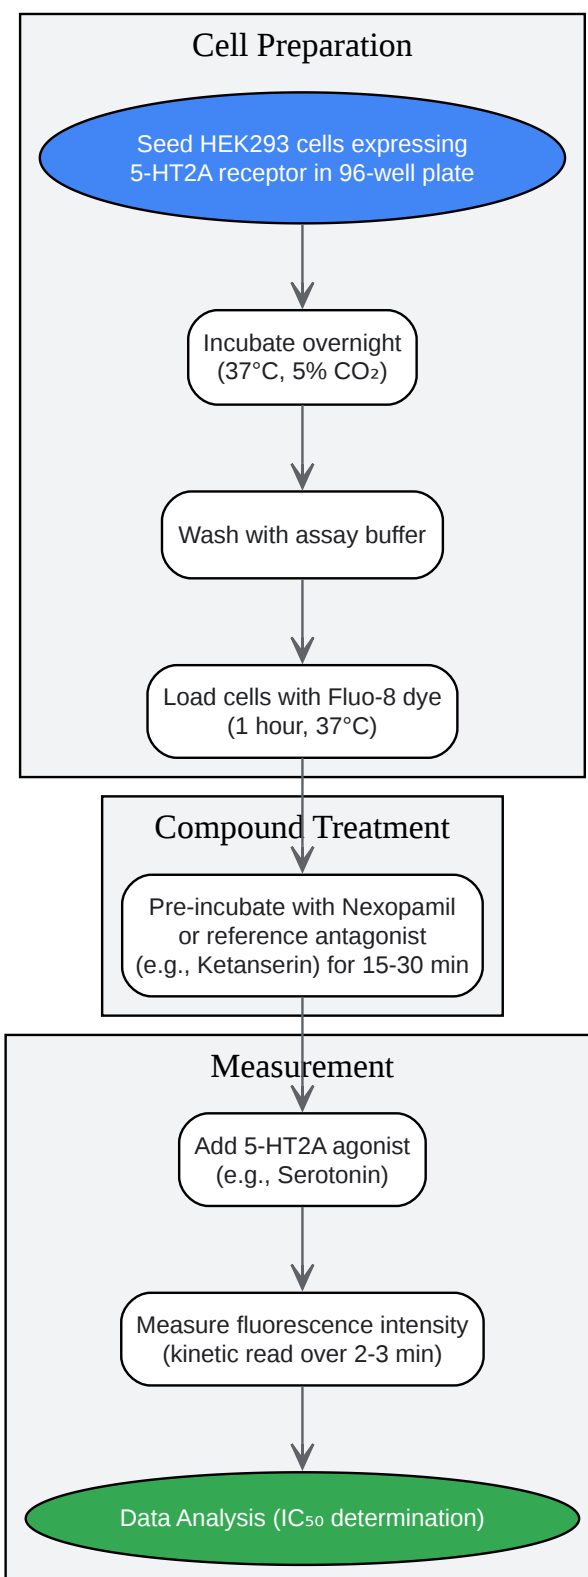 Cell Preparation
Seed HEK293 cells expressing
5-HT2A receptor in 96-well plate
Incubate overnight
(37°C, 5% CO₂)
Wash with assay buffer
Load cells with Fluo-8 dye
(1 hour, 37°C)
Compound Treatment
Pre-incubate with Nexopamil
or reference antagonist
(e.g., Ketanserin) for 15-30 min
Measurement
Add 5-HT2A agonist
(e.g., Serotonin)
Measure fluorescence intensity
(kinetic read over 2-3 min)
Data Analysis (IC₅₀ determination)